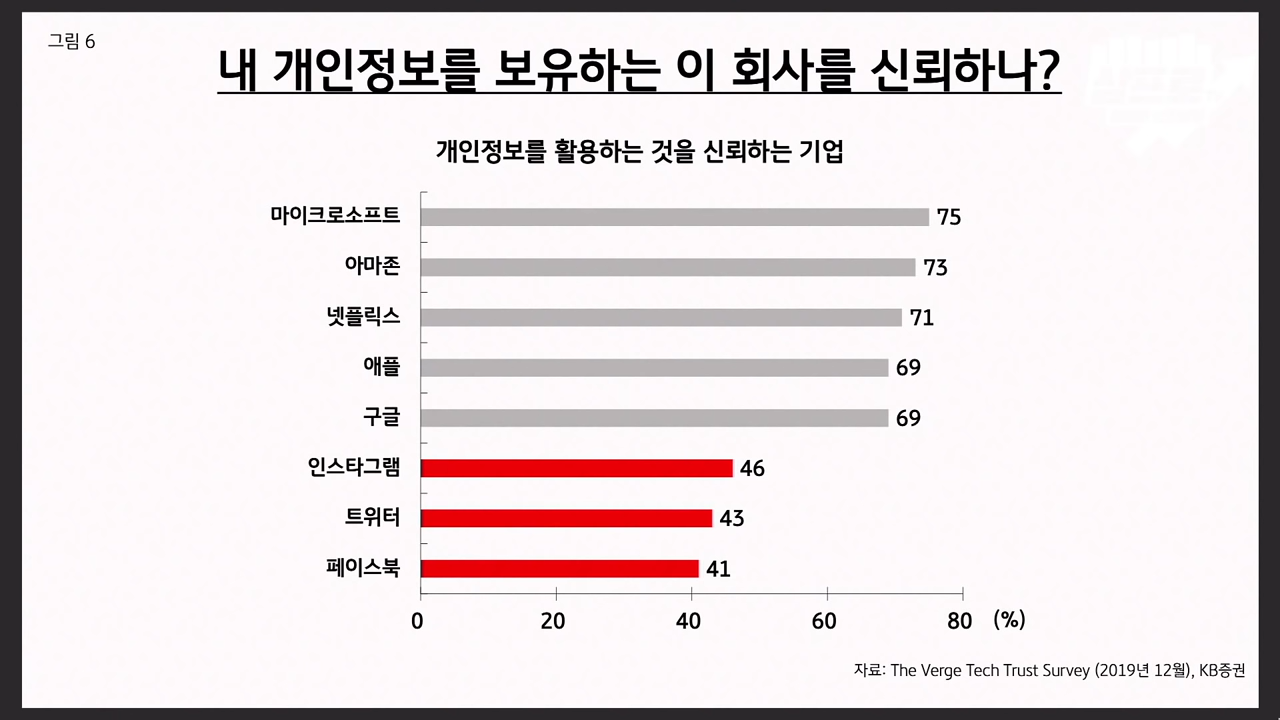 그림 6
내 개인정보를 보유하는 이 회사를 신뢰하나?
개인정보를 활용하는 것을 신뢰하는 기업
마이크로소프트 75
아마존 73
넷플릭스 71
애플 69
구글 69
인스타그램 46
트위터 43
페이스북 41
0 20 40 60 80 (%)
자료: The Verge Tech Trust Survey (2019년 12월), KB증권